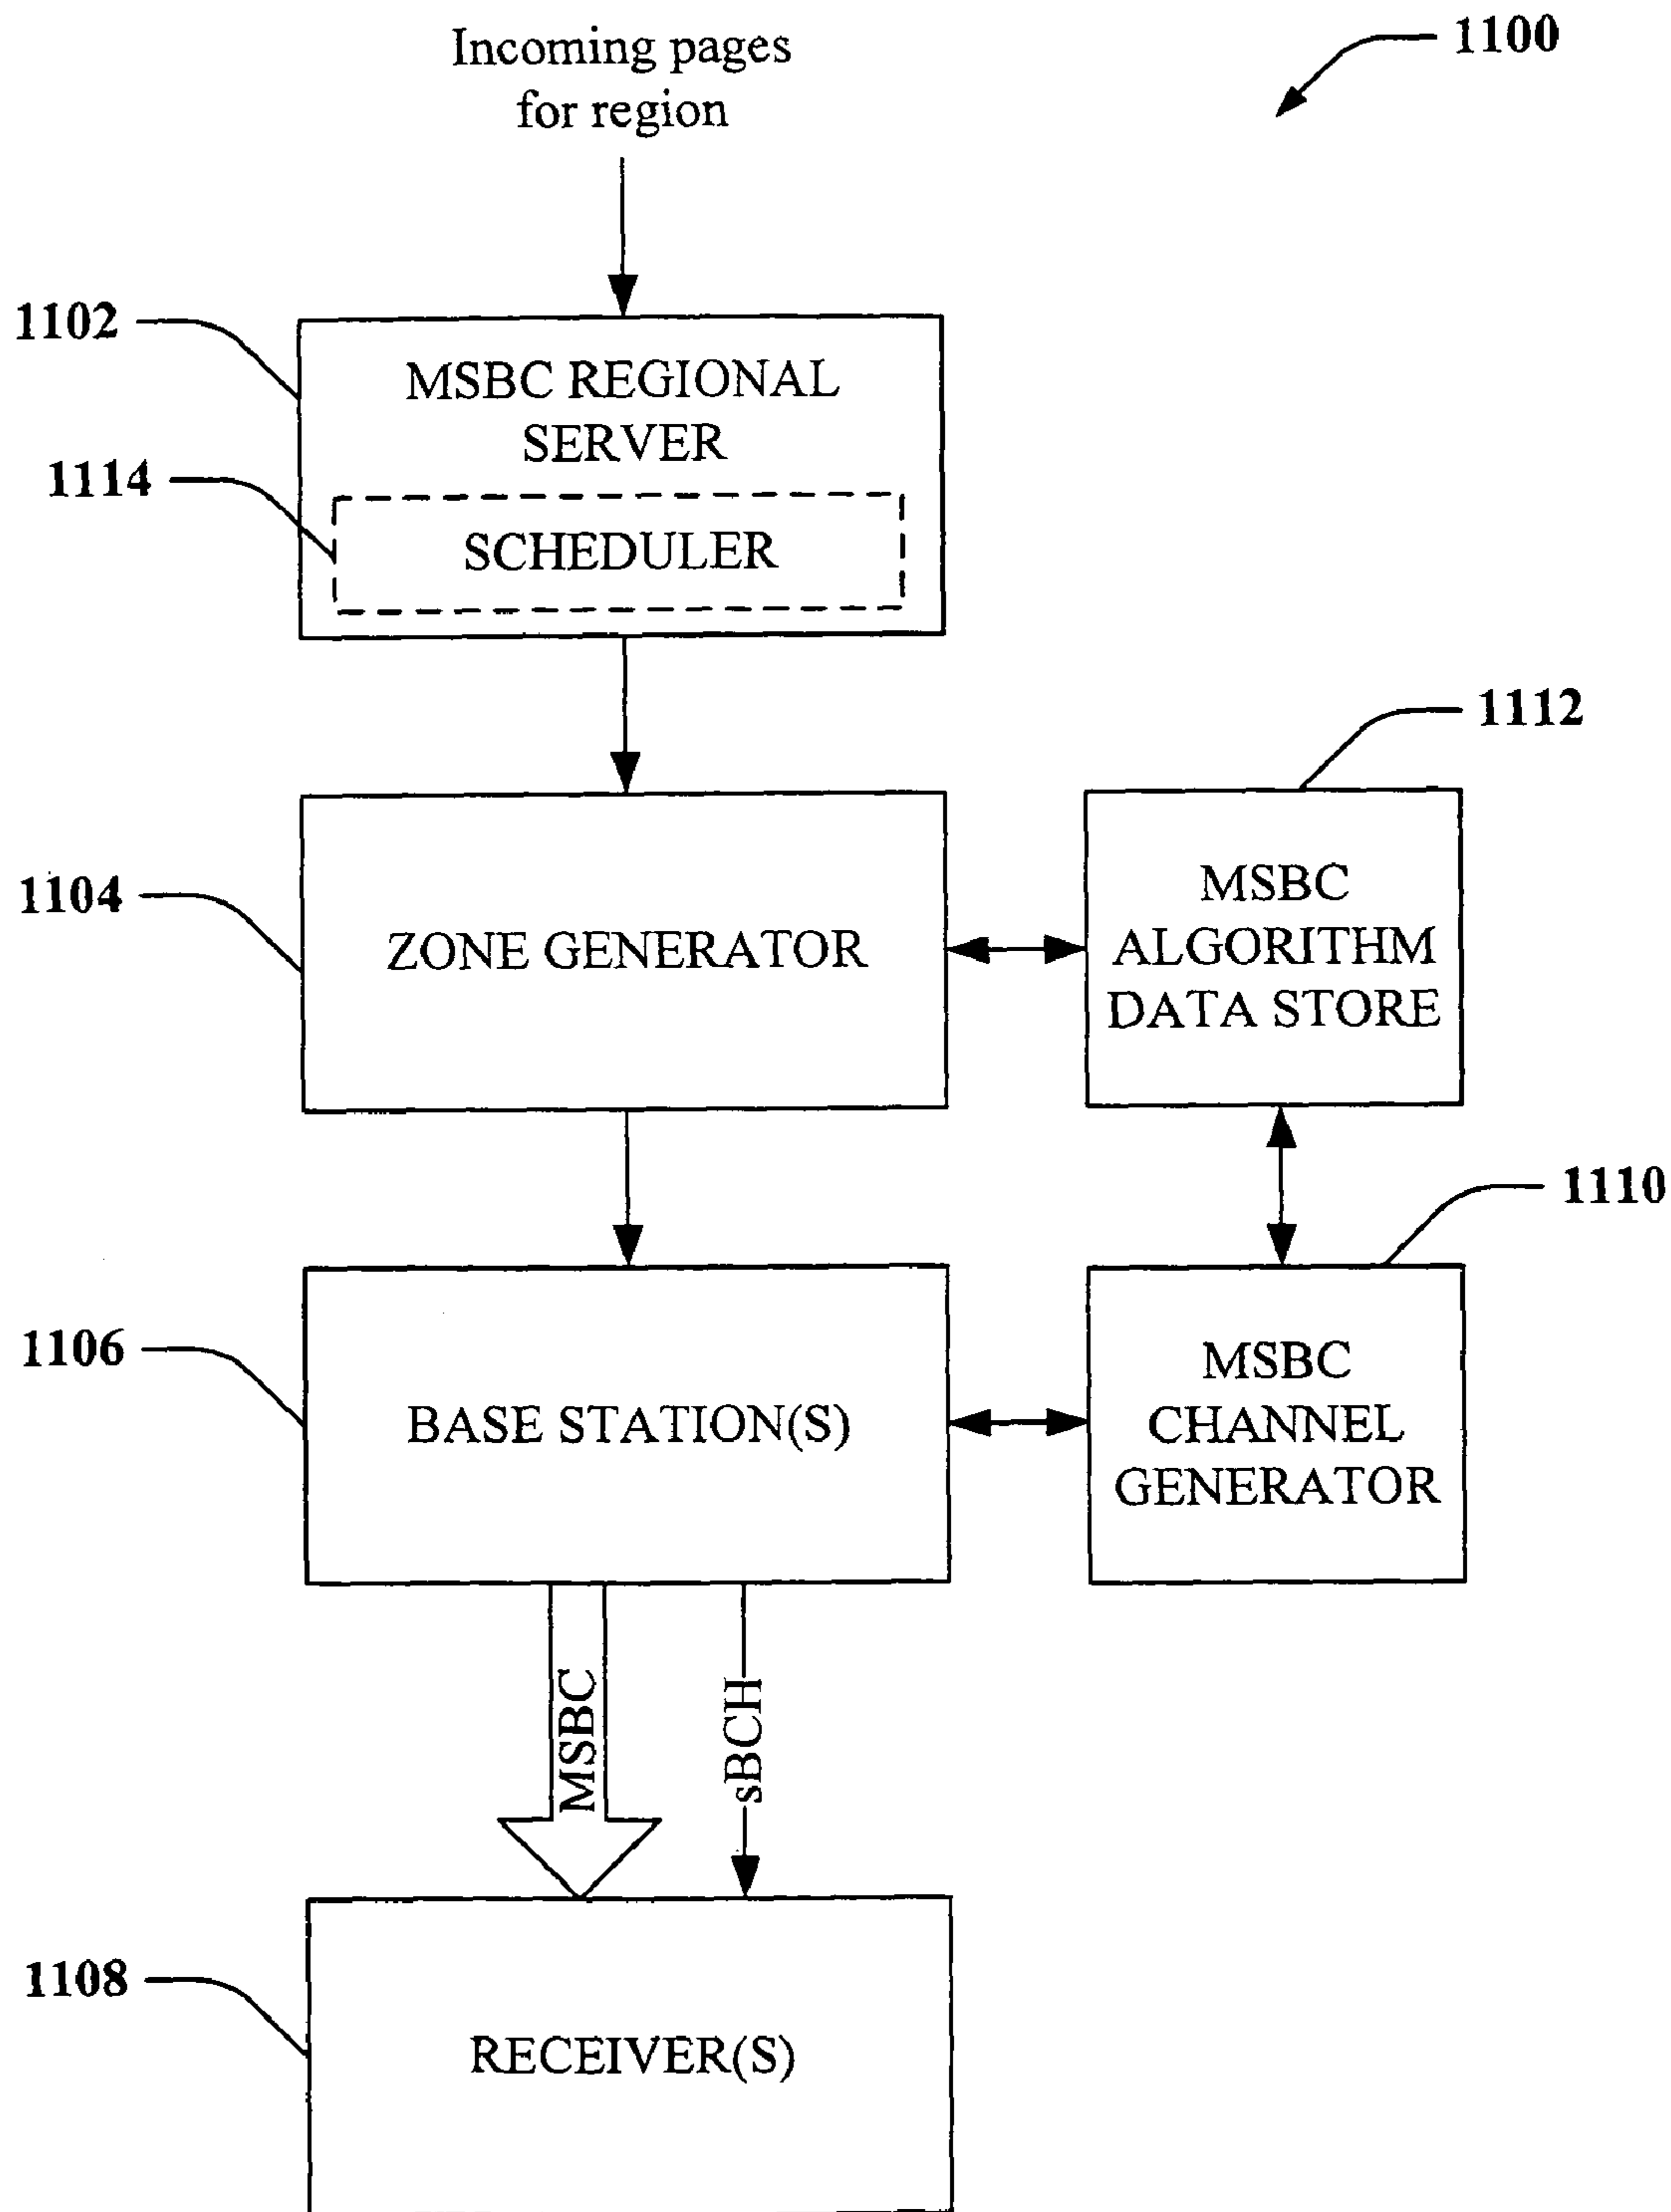 Incoming pages
for region
1100
1102
MSBC REGIONAL
SERVER
1114
SCHEDULER
1112
1104
ZONE GENERATOR
MSBC
ALGORITHM
DATA STORE
1110
1106
BASE STATION(S)
MSBC
CHANNEL
GENERATOR
MSBC
sBCH
1108
RECEIVER(S)